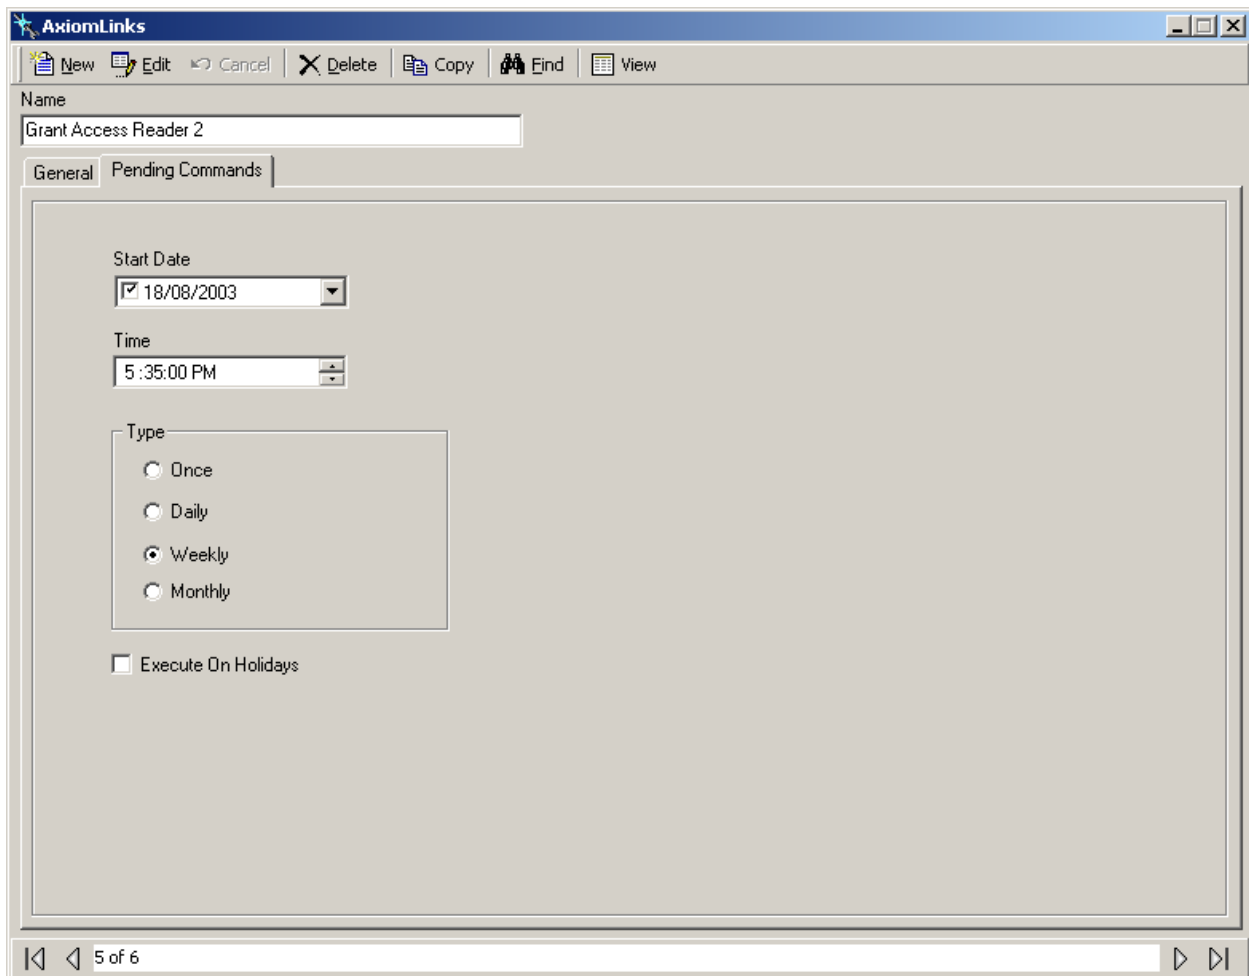 AxiomLinks
New Edit Cancel Delete Copy Find View
Name
Grant Access Reader 2
General Pending Commands
Start Date
18/08/2003
Time
5 :35:00 PM
Type
Once
Daily
Weekly
Monthly
Execute On Holidays
5 of 6